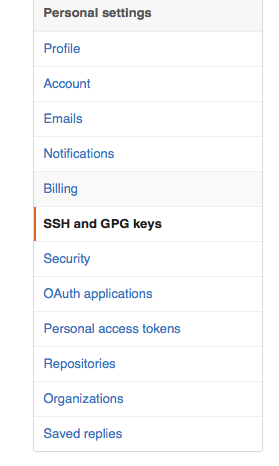 Personal settings
Profile
Account
Emails
Notifications
Billing
SSH and GPG keys
Security
OAuth applications
Personal access tokens
Repositories
Organizations
Saved replies